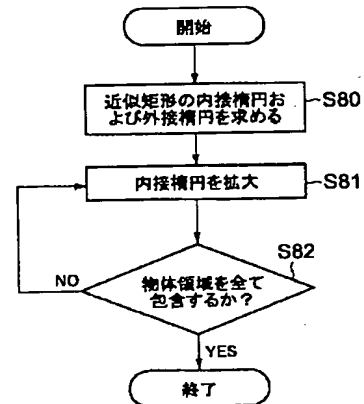 開始
近似矩形の内接楕円お
よび外接楕円を求める
S80
内接楕円を拡大
S81
S82
物体領域を全て
包含するか?
NO
YES
終了